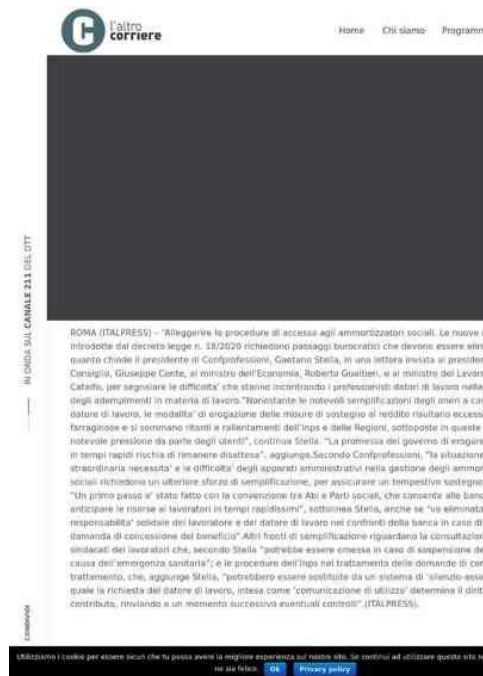 l'altro
corriere
Home Chi siamo Programm
IN ONDA SUL CANALE 211 DEL DTT
ROMA (ITALPRESS) – "Alleggerire le procedure di accesso agli ammortizzatori sociali. Le nuove
introdotte dal decreto legge n. 18/2020 richiedono passaggi burocratici che devono essere elim
quanto chiede il presidente di Confprofessioni, Gaetano Stella, in una lettera inviata al presiden
Consiglio, Giuseppe Conte, al ministro dell'Economia, Roberto Gualtieri, e al ministro del Lavoro
Catalfo, per segnalare le difficolta' che stanno incontrando i professionisti datori di lavoro nella
degli adempimenti in materia di lavoro."Nonostante le notevoli semplificazioni degli oneri a car
datore di lavoro, le modalita' di erogazione delle misure di sostegno al reddito risultano eccess
farraginose e si sommano ritardi e rallentamenti dell'Inps e delle Regioni, sottoposte in queste
notevole pressione da parte degli utenti", continua Stella. "La promessa del governo di erogare
in tempi rapidi rischia di rimanere disattesa", aggiunge.Secondo Confprofessioni, "la situazione
straordinaria necessita' e le difficolta' degli apparati amministrativi nella gestione degli ammor
sociali richiedono un ulteriore sforzo di semplificazione, per assicurare un tempestivo sostegno
"Un primo passo e' stato fatto con la convenzione tra Abi e Parti sociali, che consente alle banc
anticipare le risorse ai lavoratori in tempi rapidissimi", sottolinea Stella, anche se "va eliminata
responsabilita' solidale del lavoratore e del datore di lavoro nei confronti della banca in caso di
domanda di concessione del beneficio".Altri fronti di semplificazione riguardano la consultazion
sindacati dei lavoratori che, secondo Stella "potrebbe essere omessa in caso di sospensione de
causa dell'emergenza sanitaria"; e le procedure dell'Inps nel trattamento delle domande di con
trattamento, che, aggiunge Stella, "potrebbero essere sostituite da un sistema di 'silenzio-asse
quale la richiesta del datore di lavoro, intesa come 'comunicazione di utilizzo' determina il dirit
contributo, rinviando a un momento successivo eventuali controlli".(ITALPRESS).
CONDIVIDI
Utilizziamo i cookie per essere sicuri che tu possa avere la migliore esperienza sul nostro sito. Se continui ad utilizzare questo sito n
ne sia felice. Ok Privacy policy